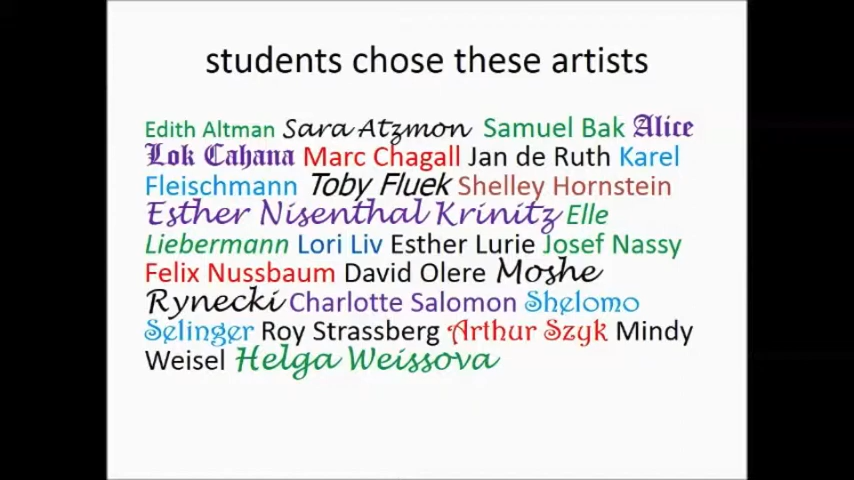 students chose these artists
Edith Altman Sara Atzmon Samuel Bak Alice
Lok Cahana Marc Chagall Jan de Ruth Karel
Fleischmann Toby Fluek Shelley Hornstein
Esther Nisenthal Krinitz Elle
Liebermann Lori Liv Esther Lurie Josef Nassy
Felix Nussbaum David Olere Moshe
Rynecki Charlotte Salomon Shelomo
Selinger Roy Strassberg Arthur Szyk Mindy
Weisel Helga Weissova